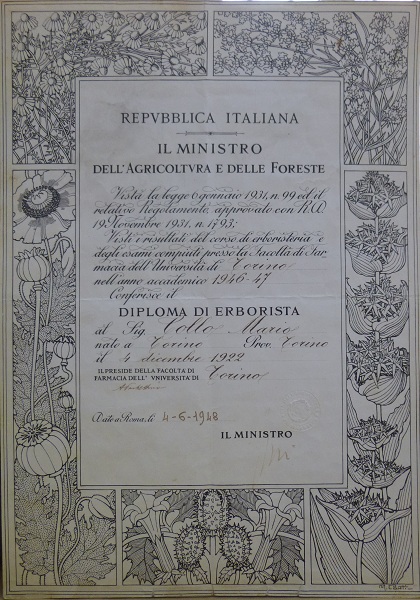 REPVBBLICA ITALIANA
IL MINISTRO
DELL'AGRICOLTVRA E DELLE FORESTE
Vista la legge 6 gennaio 1931, n. 99 ed il
relativo Regolamento, approvato con R.D.
19 Novembre 1931, n. 1793;
Visti i risultati del corso di erboristeria e
degli esami compiuti presso la Facoltà di Far-
macia dell'Università di Torino
nell'anno accademico 1946-47
Conferisce il
DIPLOMA DI ERBORISTA
al Sig. Collo Mario
nato a Torino Prov. Torino
il 4 dicembre 1922
IL PRESIDE DELLA FACOLTA DI
FARMACIA DELL' VNIVERSITA DI Torino
Dato a Roma, lì 4-6-1948
IL MINISTRO